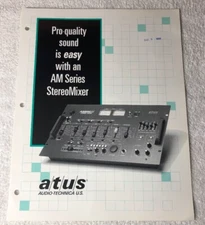 Pro quality
sound
is easy
with an
AM Series
StereoMixer
atus
AUDIO-TECHNICA U.S.